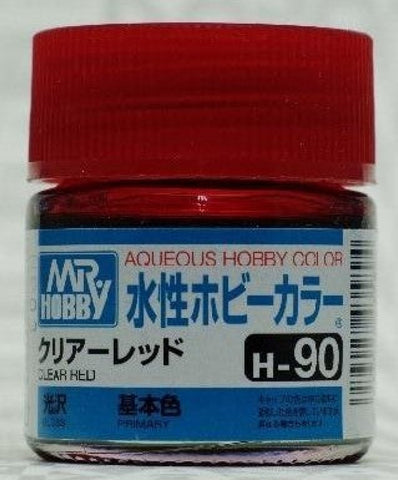 MR HOBBY
AQUEOUS HOBBY COLOR
水性ホビーカラー
クリアーレッド
CLEAR RED
H-90
光沢
GLOSS
基本色
PRIMARY